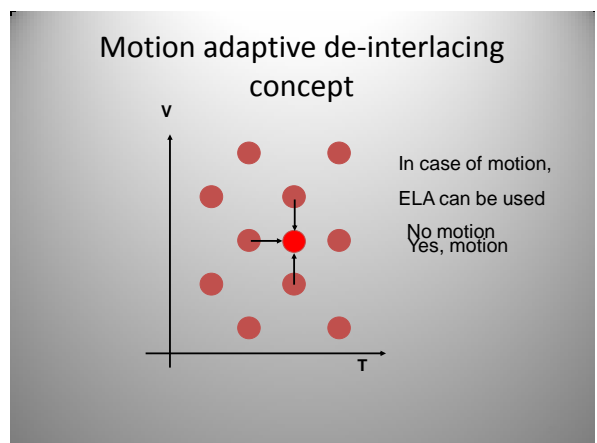 Motion adaptive de-interlacing
concept
V
In case of motion,
ELA can be used
No motion
Yes, motion
T